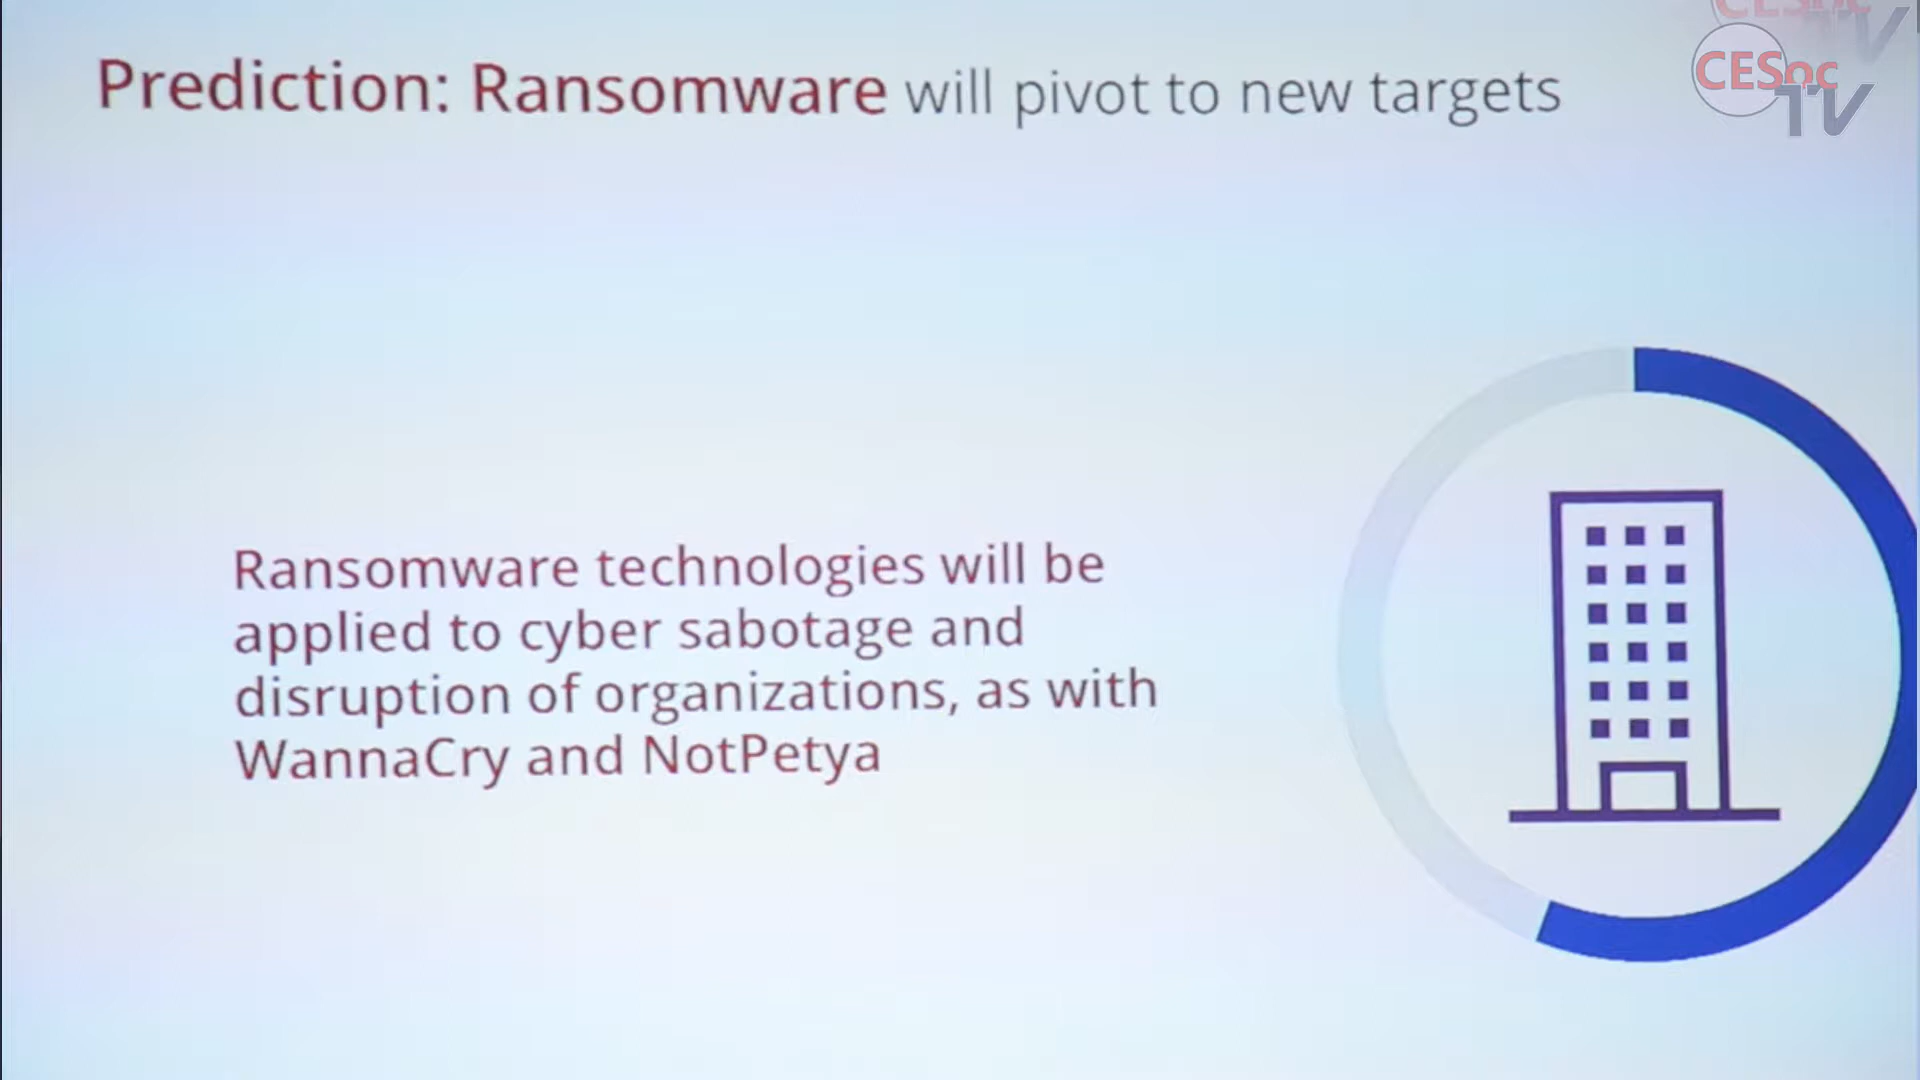 Prediction: Ransomware will pivot to new targets
CESoc
TV
Ransomware technologies will be
applied to cyber sabotage and
disruption of organizations, as with
WannaCry and NotPetya